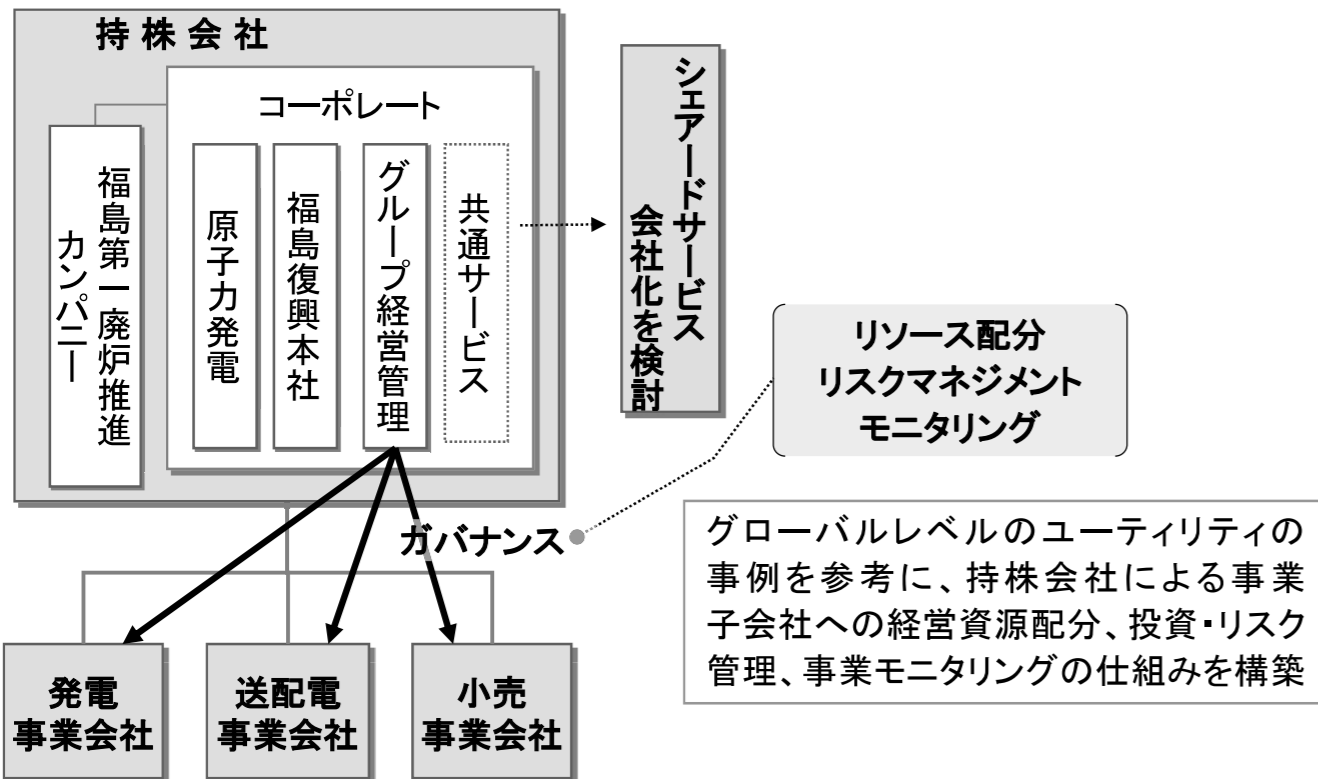 持株会社
コーポレート
福島第一廃炉推進
カンパニー
原子力発電
福島復興本社
グループ経営管理
共通サービス
シェアードサービス
会社化を検討
リソース配分
リスクマネジメント
モニタリング
ガバナンス
グローバルレベルのユーティリティの
事例を参考に、持株会社による事業
子会社への経営資源配分、投資・リスク
管理、事業モニタリングの仕組みを構築
発電
事業会社
送配電
事業会社
小売
事業会社